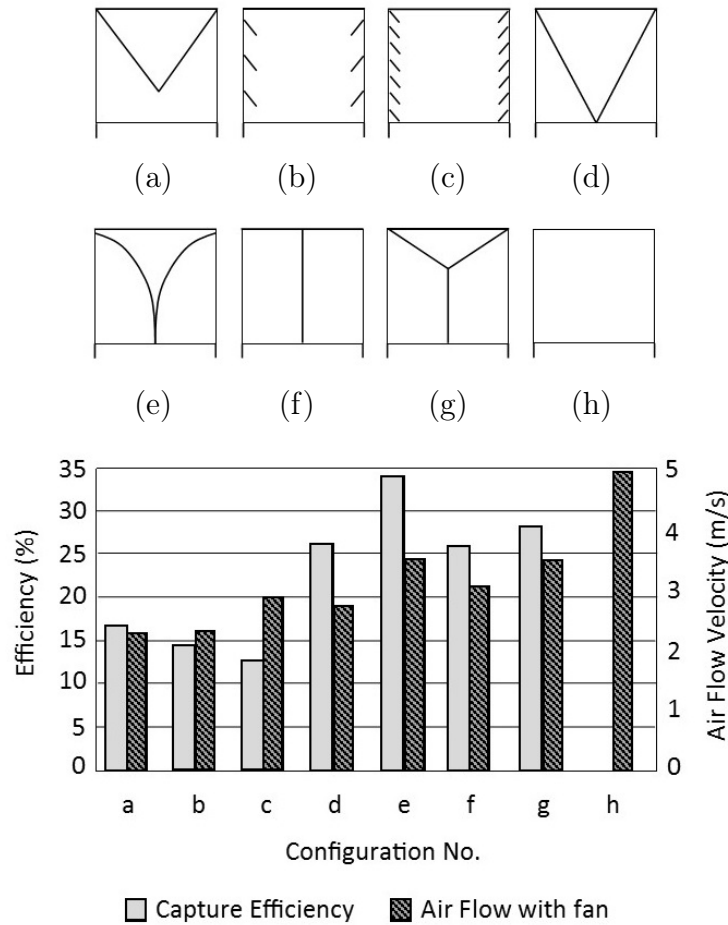 (a) (b) (c) (d)
(e) (f) (g) (h)
Efficiency (%)
35
30
25
20
15
10
5
0
5
4
3
2
1
0
Air Flow Velocity (m/s)
a b c d e f g h
Configuration No.
Capture Efficiency Air Flow with fan